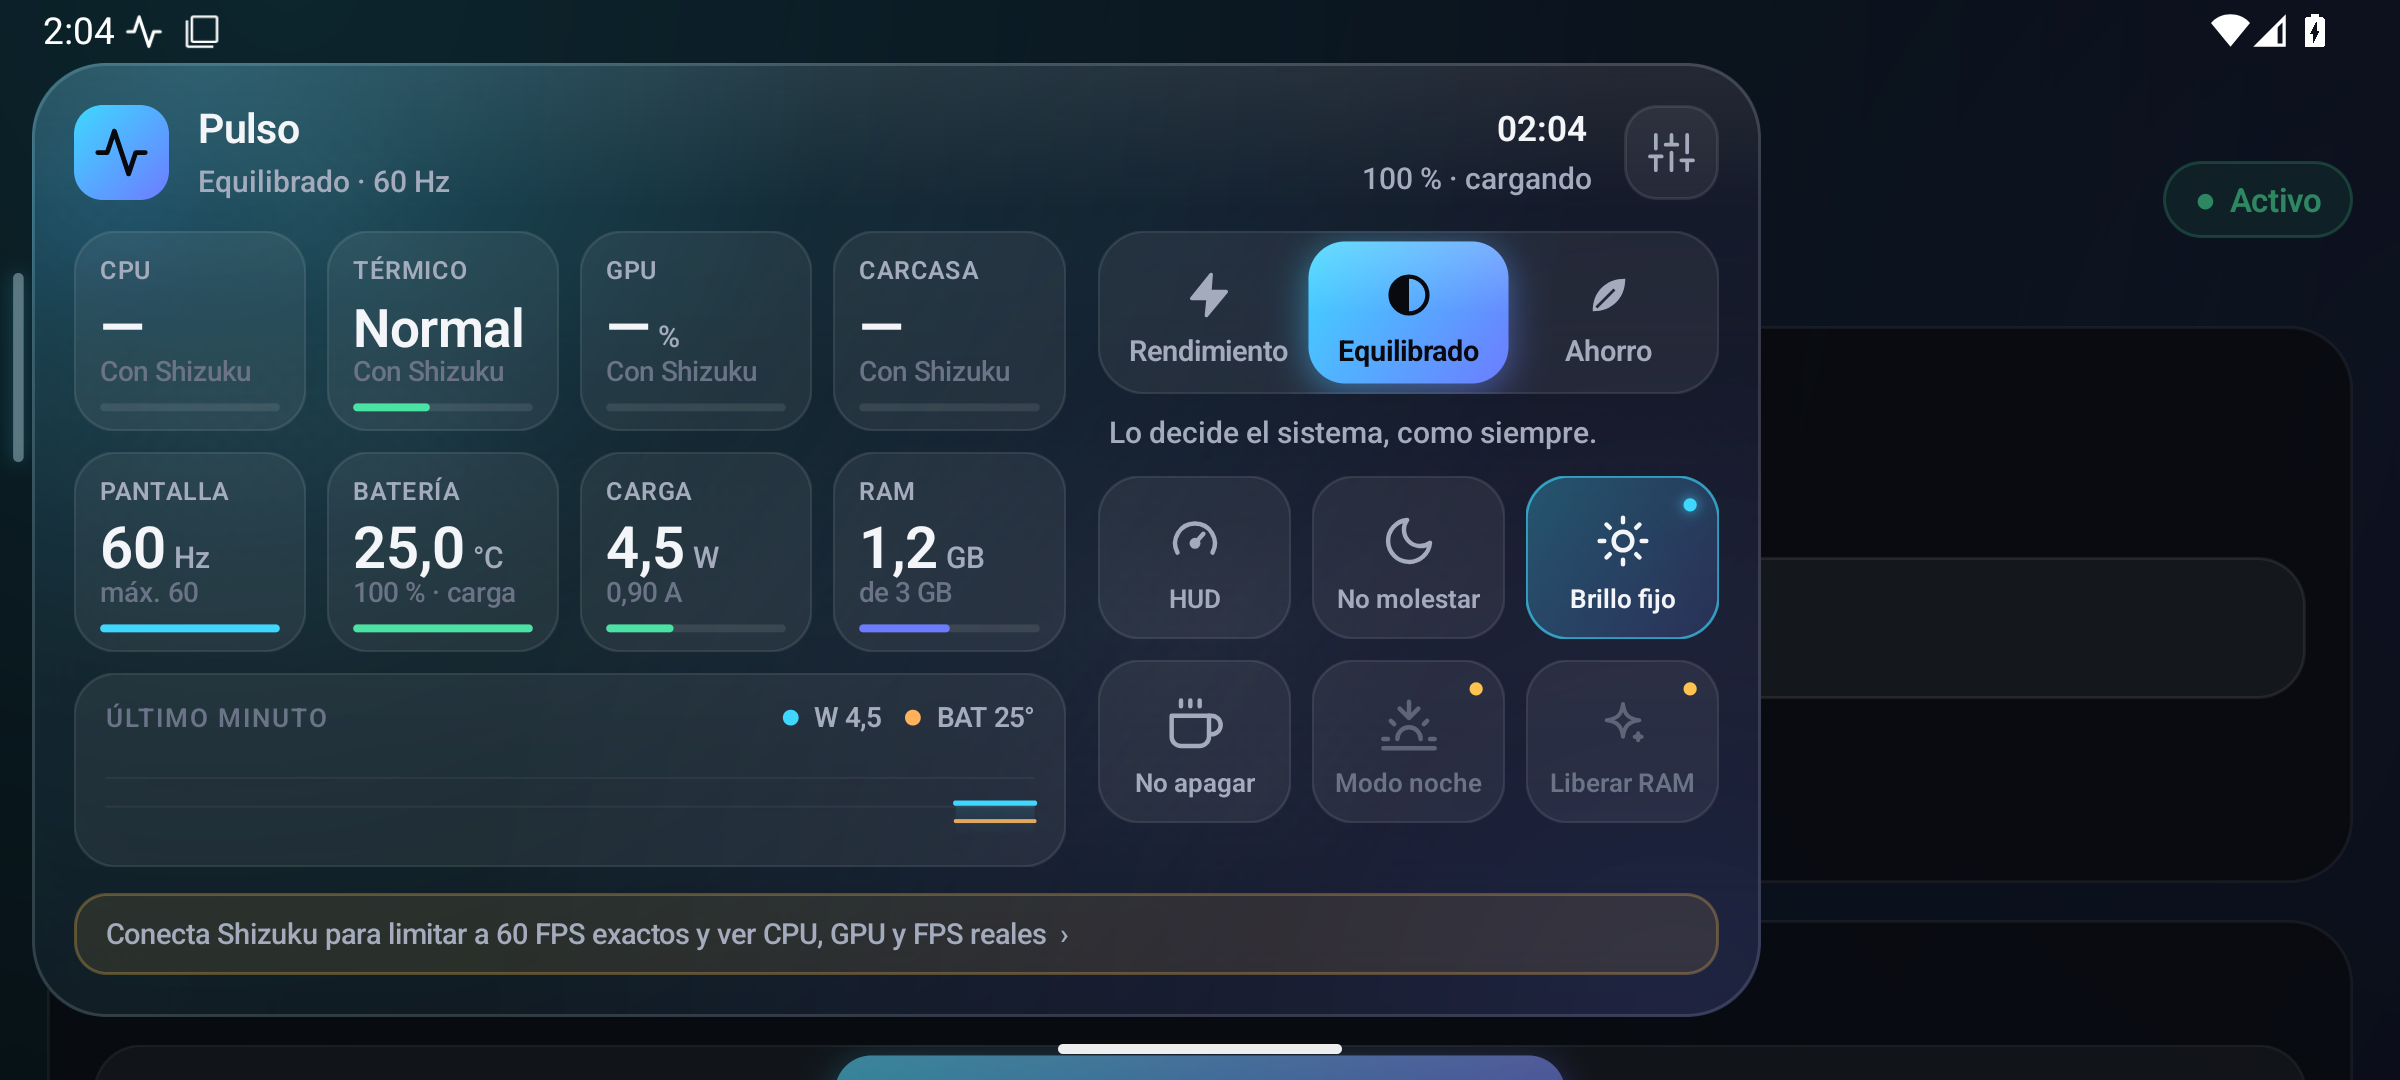 2:04
Pulso
Equilibrado · 60 Hz
02:04
100 % · cargando
Activo
CPU
—
Con Shizuku
TÉRMICO
Normal
Con Shizuku
GPU
— %
Con Shizuku
CARCASA
—
Con Shizuku
Rendimiento
Equilibrado
Ahorro
Lo decide el sistema, como siempre.
PANTALLA
60 Hz
máx. 60
BATERÍA
25,0 °C
100 % · carga
CARGA
4,5 W
0,90 A
RAM
1,2 GB
de 3 GB
HUD
No molestar
Brillo fijo
ÚLTIMO MINUTO
W 4,5
BAT 25°
No apagar
Modo noche
Liberar RAM
Conecta Shizuku para limitar a 60 FPS exactos y ver CPU, GPU y FPS reales ›